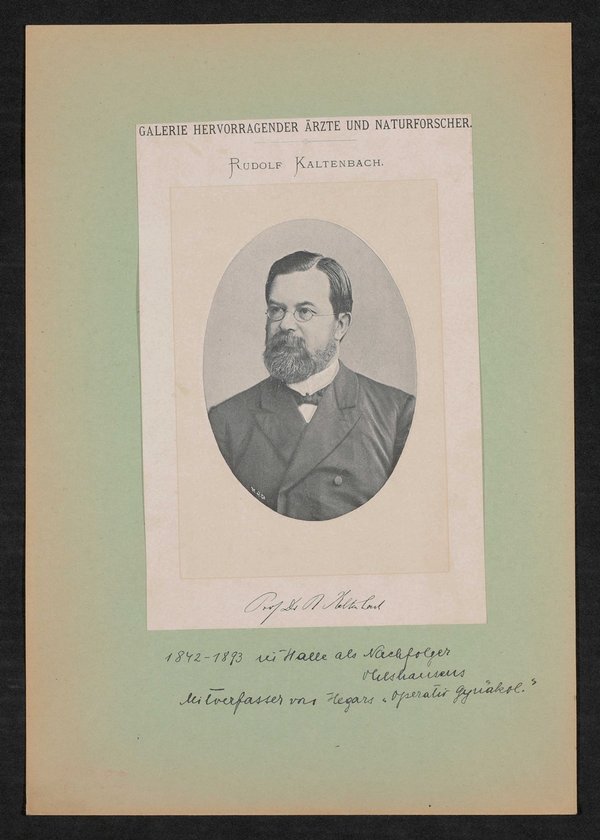 GALERIE HERVORRAGENDER ÄRZTE UND NATURFORSCHER.
RUDOLF KALTENBACH.
Prof Dr R Kaltenbach
1842-1893 in Halle als Nachfolger
Olshausens
Mitverfasser von Hegars „Operativ Gynäkol."